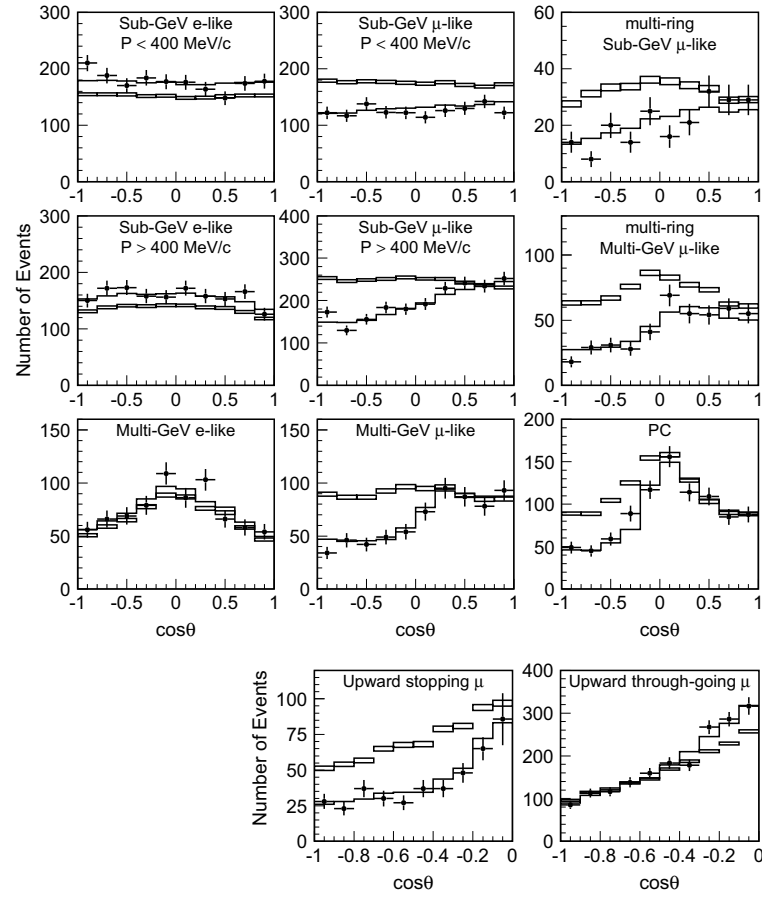 Sub-GeV e-like
P < 400 MeV/c
300
200
100
0
-1 -0.5 0 0.5 1
Sub-GeV μ-like
P < 400 MeV/c
300
200
100
0
-1 -0.5 0 0.5 1
multi-ring
Sub-GeV μ-like
60
40
20
0
-1 -0.5 0 0.5 1
Number of Events
Sub-GeV e-like
P > 400 MeV/c
300
200
100
0
-1 -0.5 0 0.5 1
Sub-GeV μ-like
P > 400 MeV/c
400
300
200
100
0
-1 -0.5 0 0.5 1
multi-ring
Multi-GeV μ-like
100
50
0
-1 -0.5 0 0.5 1
Multi-GeV e-like
150
100
50
0
-1 -0.5 0 0.5 1
cosθ
Multi-GeV μ-like
150
100
50
0
-1 -0.5 0 0.5 1
cosθ
PC
200
150
100
50
0
-1 -0.5 0 0.5 1
cosθ
Number of Events
Upward stopping μ
100
75
50
25
0
-1 -0.8 -0.6 -0.4 -0.2 0
cosθ
Upward through-going μ
400
300
200
100
0
-1 -0.8 -0.6 -0.4 -0.2 0
cosθ